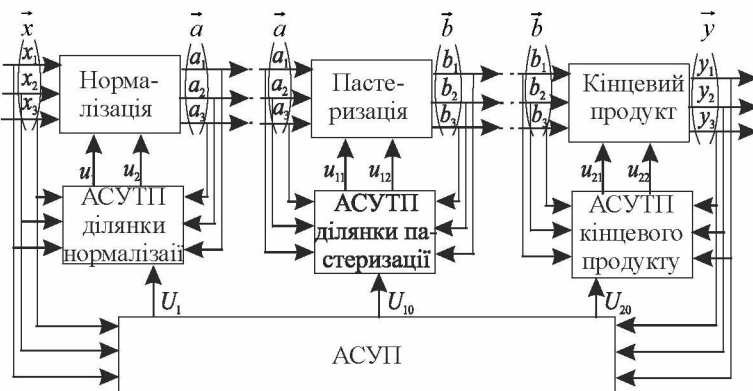 x a a b b y
x1 a1 a1 b1 b1 y1
x2 a2 a2 b2 b2 y2
x3 a3 a3 b3 b3 y3
Норма-
лізація
Пасте-
ризація
Кінцевий
продукт
u u2 u11 u12 u21 u22
АСУТП
ділянки
нормалізаії
АСУТП
ділянки па-
стеризації
АСУТП
кінцевого
продукту
U1 U10 U20
АСУП